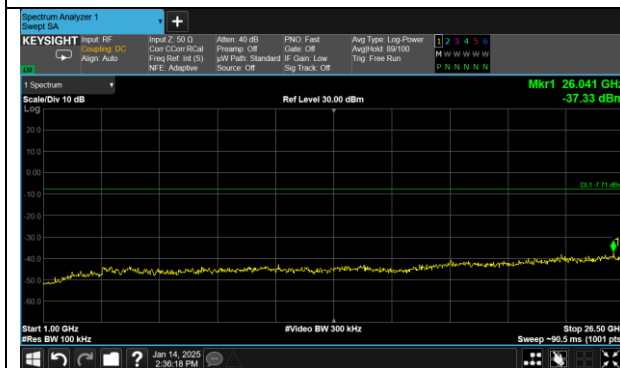 Spectrum Analyzer 1
Swept SA
KEYSIGHT Input: RF Input Z: 50 Ω Atten: 40 dB PNO: Fast Avg Type: Log-Power 1 2 3 4 5 6
Coupling: DC Corr CCorr RCal Preamp: Off Gate: Off Avg|Hold: 89/100 M W W W W W
Align: Auto Freq Ref: Int (S) µW Path: Standard IF Gain: Low Trig: Free Run
NFE: Adaptive Source: Off Sig Track: Off P N N N N N
1 Spectrum Mkr1 26.041 GHz
Scale/Div 10 dB Ref Level 30.00 dBm -37.33 dBm
Log
20.0
10.0
0.00
DL1 -7.71 dBm
-10.0
-20.0
-30.0
1
-40.0
-50.0
-60.0
Start 1.00 GHz #Video BW 300 kHz Stop 26.50 GH
#Res BW 100 kHz Sweep ~90.5 ms (1001 pts
? Jan 14, 2025
2:36:18 PM